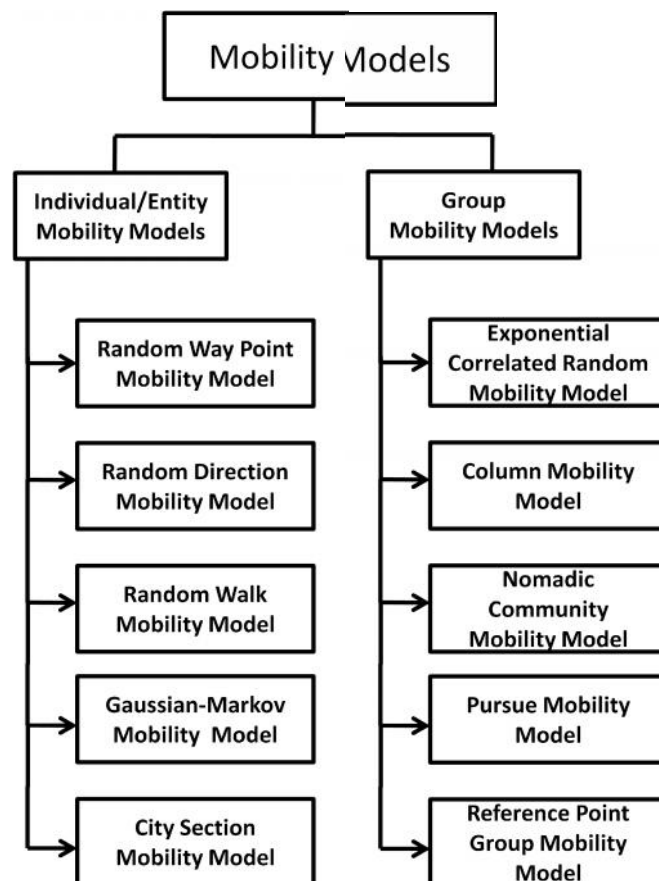 Mobility Models
Individual/Entity
Mobility Models
Random Way Point
Mobility Model
Random Direction
Mobility Model
Random Walk
Mobility Model
Gaussian-Markov
Mobility Model
City Section
Mobility Model
Group
Mobility Models
Exponential
Correlated Random
Mobility Model
Column Mobility
Model
Nomadic
Community
Mobility Model
Pursue Mobility
Model
Reference Point
Group Mobility
Model